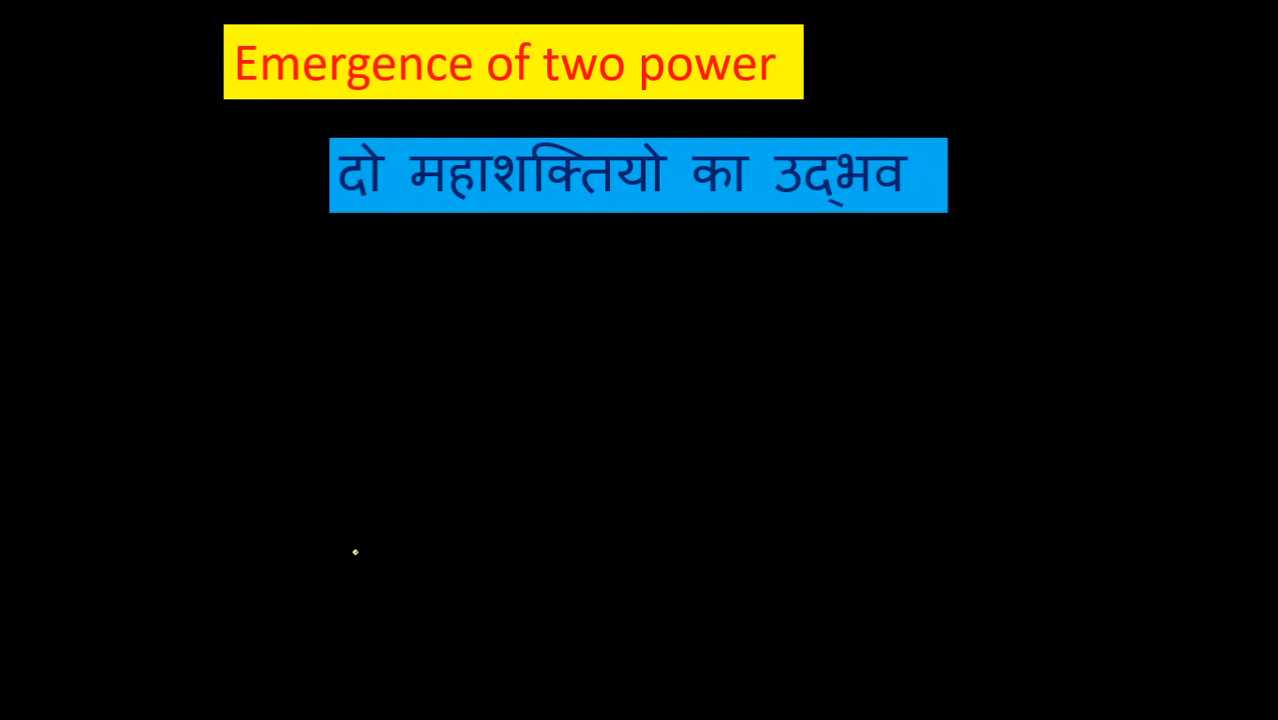 Emergence of two power
दो महाशक्तियो का उद्‌भव